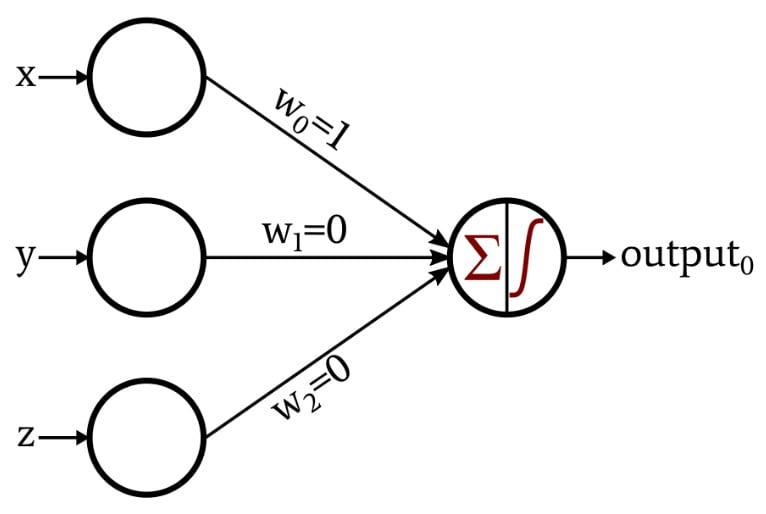 x
w₀=1
y
w₁=0
Σ
∫
output₀
z
w₂=0